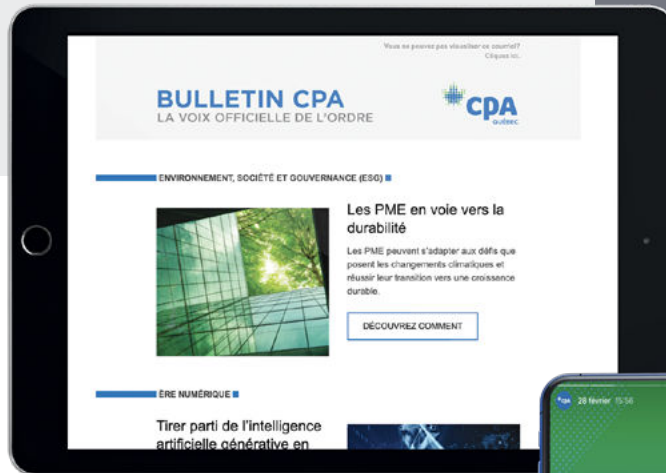 Vous ne pouvez pas visualiser ce courriel?
Cliquez ici.
BULLETIN CPA
LA VOIX OFFICIELLE DE L'ORDRE
CPA
QUÉBEC
ENVIRONNEMENT, SOCIÉTÉ ET GOUVERNANCE (ESG)
Les PME en voie vers la
durabilité
Les PME peuvent s'adapter aux défis que
posent les changements climatiques et
réussir leur transition vers une croissance
durable.
DÉCOUVREZ COMMENT
ÈRE NUMÉRIQUE
Tirer parti de l'intelligence
artificielle générative en
CPA
28 février 15:56